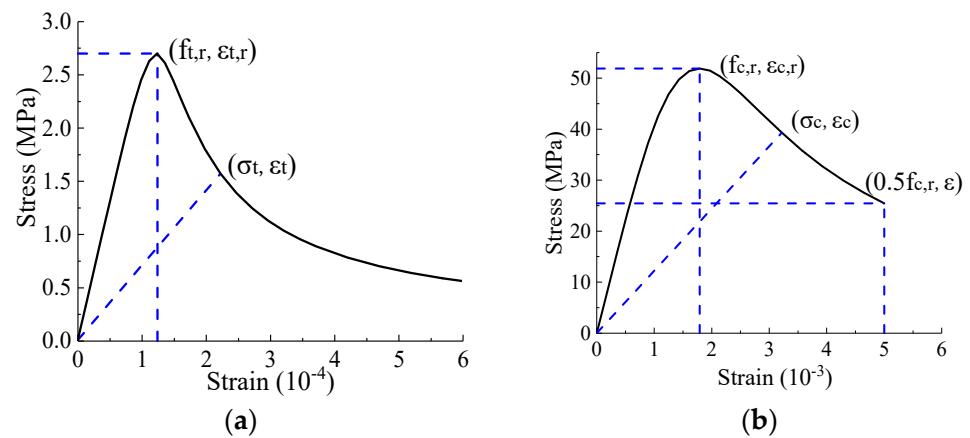 3.0
2.5
2.0
1.5
1.0
0.5
0.0
Stress (MPa)
(ft,r, εt,r)
(σt, εt)
0 1 2 3 4 5 6
Strain (10-4)
(a)
50
40
30
20
10
0
Stress (MPa)
(fc,r, εc,r)
(σc, εc)
(0.5fc,r, ε)
0 1 2 3 4 5 6
Strain (10-3)
(b)